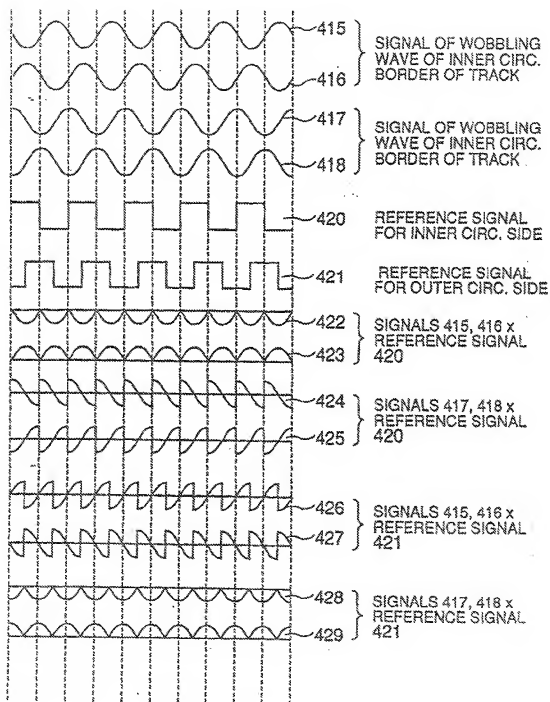 415
416
SIGNAL OF WOBBLING
WAVE OF INNER CIRC.
BORDER OF TRACK
417
418
SIGNAL OF WOBBLING
WAVE OF INNER CIRC.
BORDER OF TRACK
420
REFERENCE SIGNAL
FOR INNER CIRC. SIDE
421
REFERENCE SIGNAL
FOR OUTER CIRC. SIDE
422
423
SIGNALS 415, 416 x
REFERENCE SIGNAL
420
424
425
SIGNALS 417, 418 x
REFERENCE SIGNAL
420
426
427
SIGNALS 415, 416 x
REFERENCE SIGNAL
421
428
429
SIGNALS 417, 418 x
REFERENCE SIGNAL
421